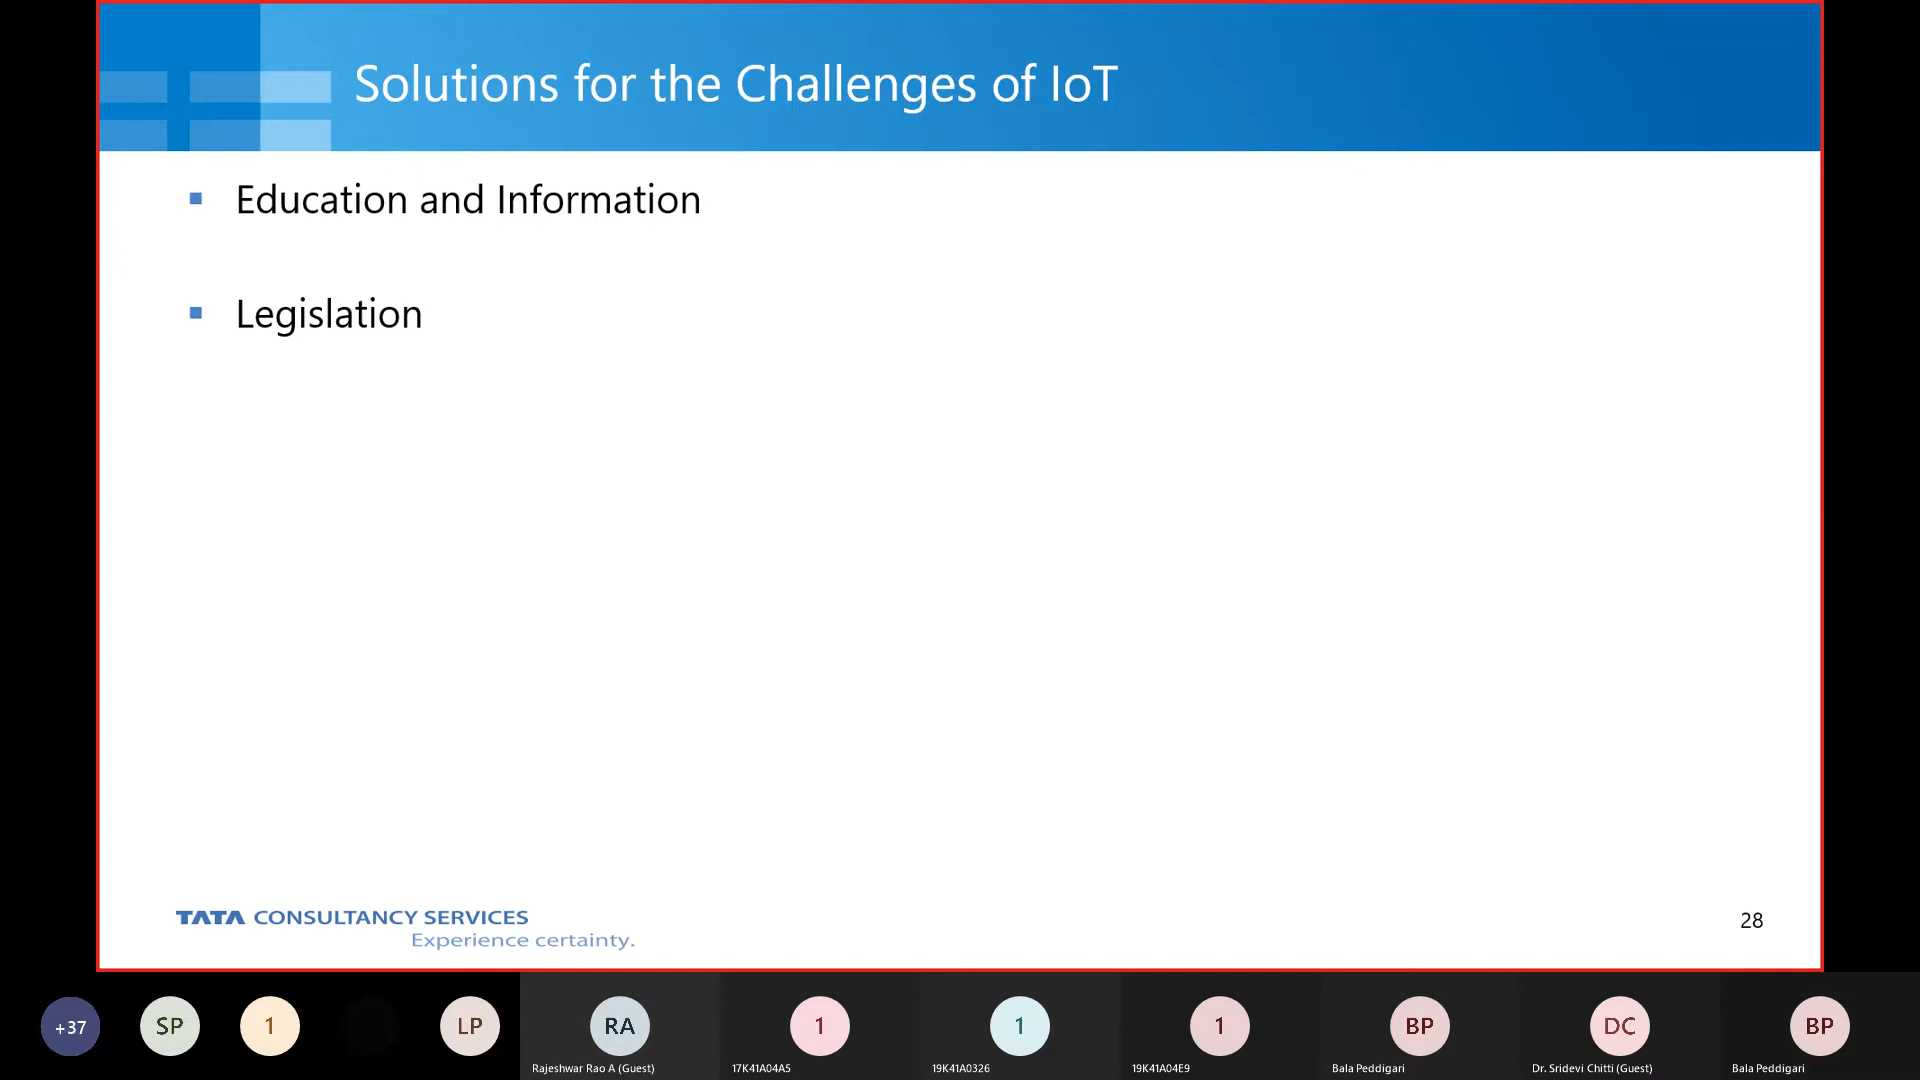 Solutions for the Challenges of IoT
Education and Information
Legislation
TATA CONSULTANCY SERVICES
Experience certainty.
28
+37
SP
1
LP
RA
1
1
1
BP
DC
BP
Rajeshwar Rao A (Guest)
17K41A04A5
19K41A0326
19K41A04E9
Bala Peddigari
Dr. Sridevi Chitti (Guest)
Bala Peddigari